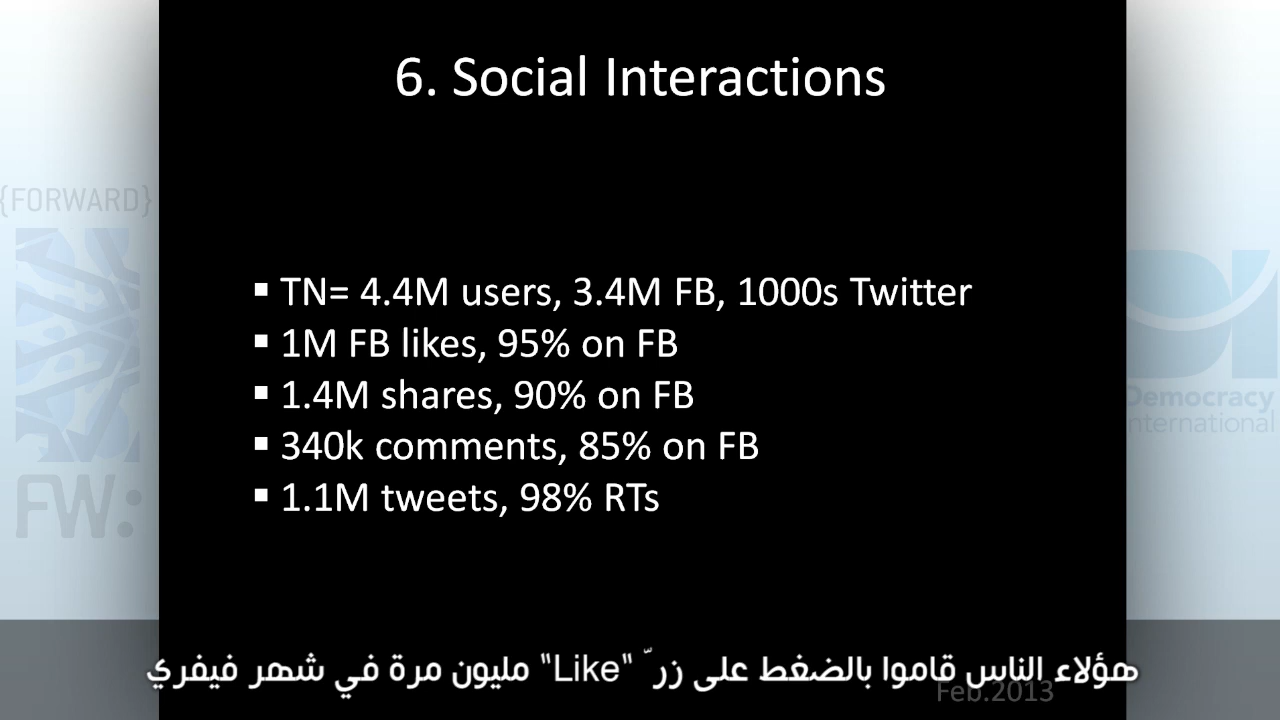 6. Social Interactions
{FORWARD}
▪ TN= 4.4M users, 3.4M FB, 1000s Twitter
▪ 1M FB likes, 95% on FB
▪ 1.4M shares, 90% on FB
▪ 340k comments, 85% on FB
▪ 1.1M tweets, 98% RTs
DI
Democracy
International
FW:
هؤلاء الناس قاموا بالضغط على زرّ "Like" مليون مرة في شهر فيفري
Feb.2013